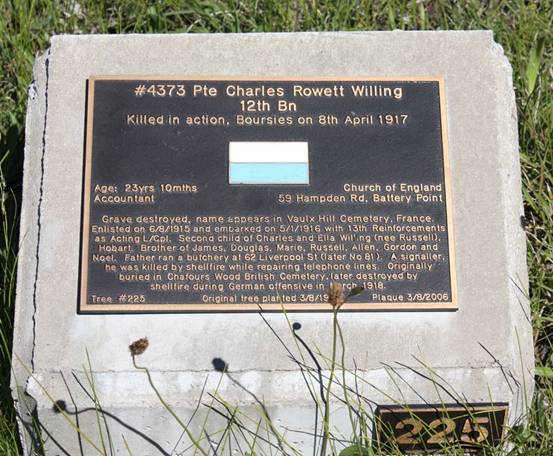 #4373 Pte Charles Rowett Willing
12th Bn
Killed in action, Boursies on 8th April 1917
Age: 23yrs 10mths
Church of England
Accountant
59 Hampden Rd, Battery Point
Grave destroyed, name appears in Vaulx Hill Cemetery, France.
Enlisted on 6/8/1915 and embarked on 5/1/1916 with 13th Reinforcements
as Acting L/Cpl. Second child of Charles and Ella Willing (nee Russell),
Hobart. Brother of James, Douglas, Marie, Russell, Allen, Gordon and
Noel. Father ran a butchery at 62 Liverpool St (later No 81). A signaller,
he was killed by shellfire while repairing telephone lines. Originally
buried in Chafours Wood British Cemetery, later destroyed by
shellfire during German offensive in March 1918.
Tree #225
Original tree planted 3/8/19
Plaque 3/8/2006
225